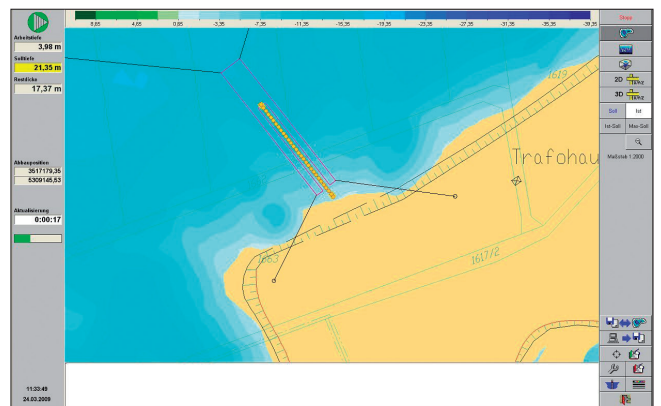 8,65 4,65 0,65 -3,35 -7,35 -11,35 -15,35 -19,35 -23,35 -27,35 -31,35 -35,35 -39,35
Arbeitstiefe
3,98 m
Solltiefe
21,35 m
Restdicke
17,37 m
Abbauposition
3517179,35
5309145,53
Aktualisierung
0:00:17
11:33:49
24.03.2009
1619
Trafohau
1617/2
1663
Stopp
2D
3D
Soll Ist
Ist-Soll Max-Soll
Maßstab 1:2000